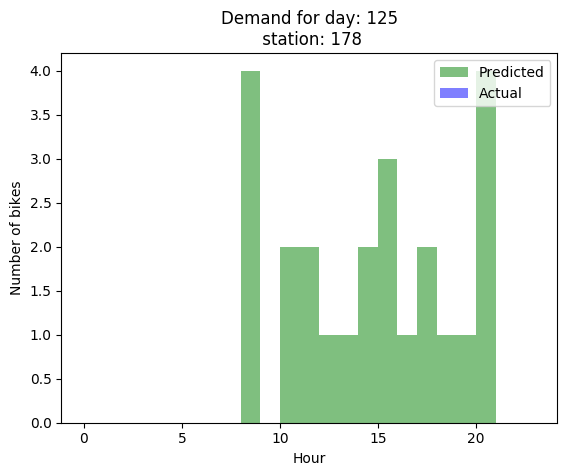 Demand for day: 125
station: 178
Predicted
Actual
4.0
3.5
3.0
2.5
2.0
1.5
1.0
0.5
0.0
Number of bikes
0 5 10 15 20
Hour